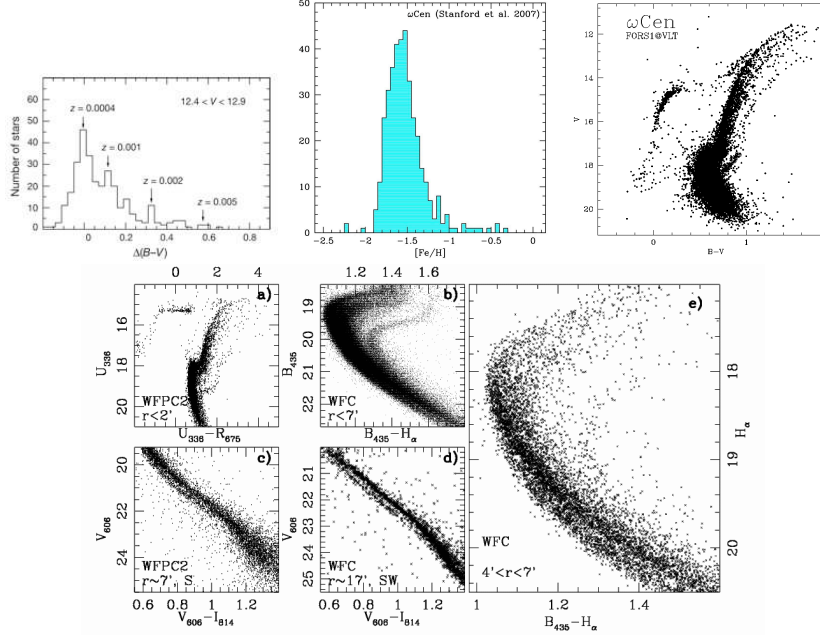 60
50
40
30
20
10
0
Number of stars
12.4 < V < 12.9
z = 0.0004
z = 0.001
z = 0.002
z = 0.005
0 0.2 0.4 0.6 0.8
Δ(B–V)
50
40
30
20
10
0
ωCen (Stanford et al. 2007)
−2.5 −2 −1.5 −1 −0.5 0
[Fe/H]
ωCen
FORS1@VLT
12
14
16
18
20
V
0 1
B−V
0 2 4
a)
16
18
20
U₃₃₆
WFPC2
r<2'
U₃₃₆−R₆₇₅
1.2 1.4 1.6
b)
19
20
21
22
B₄₃₅
WFC
r<7'
B₄₃₅−Hα
c)
20
22
24
V₆₀₆
WFPC2
r~7', S
0.6 0.8 1 1.2
V₆₀₆−I₈₁₄
d)
21
22
23
24
25
V₆₀₆
WFC
r~17', SW
0.6 0.8 1 1.2
V₆₀₆−I₈₁₄
e)
18
19
20
Hα
WFC
4'<r<7'
1 1.2 1.4
B₄₃₅−Hα